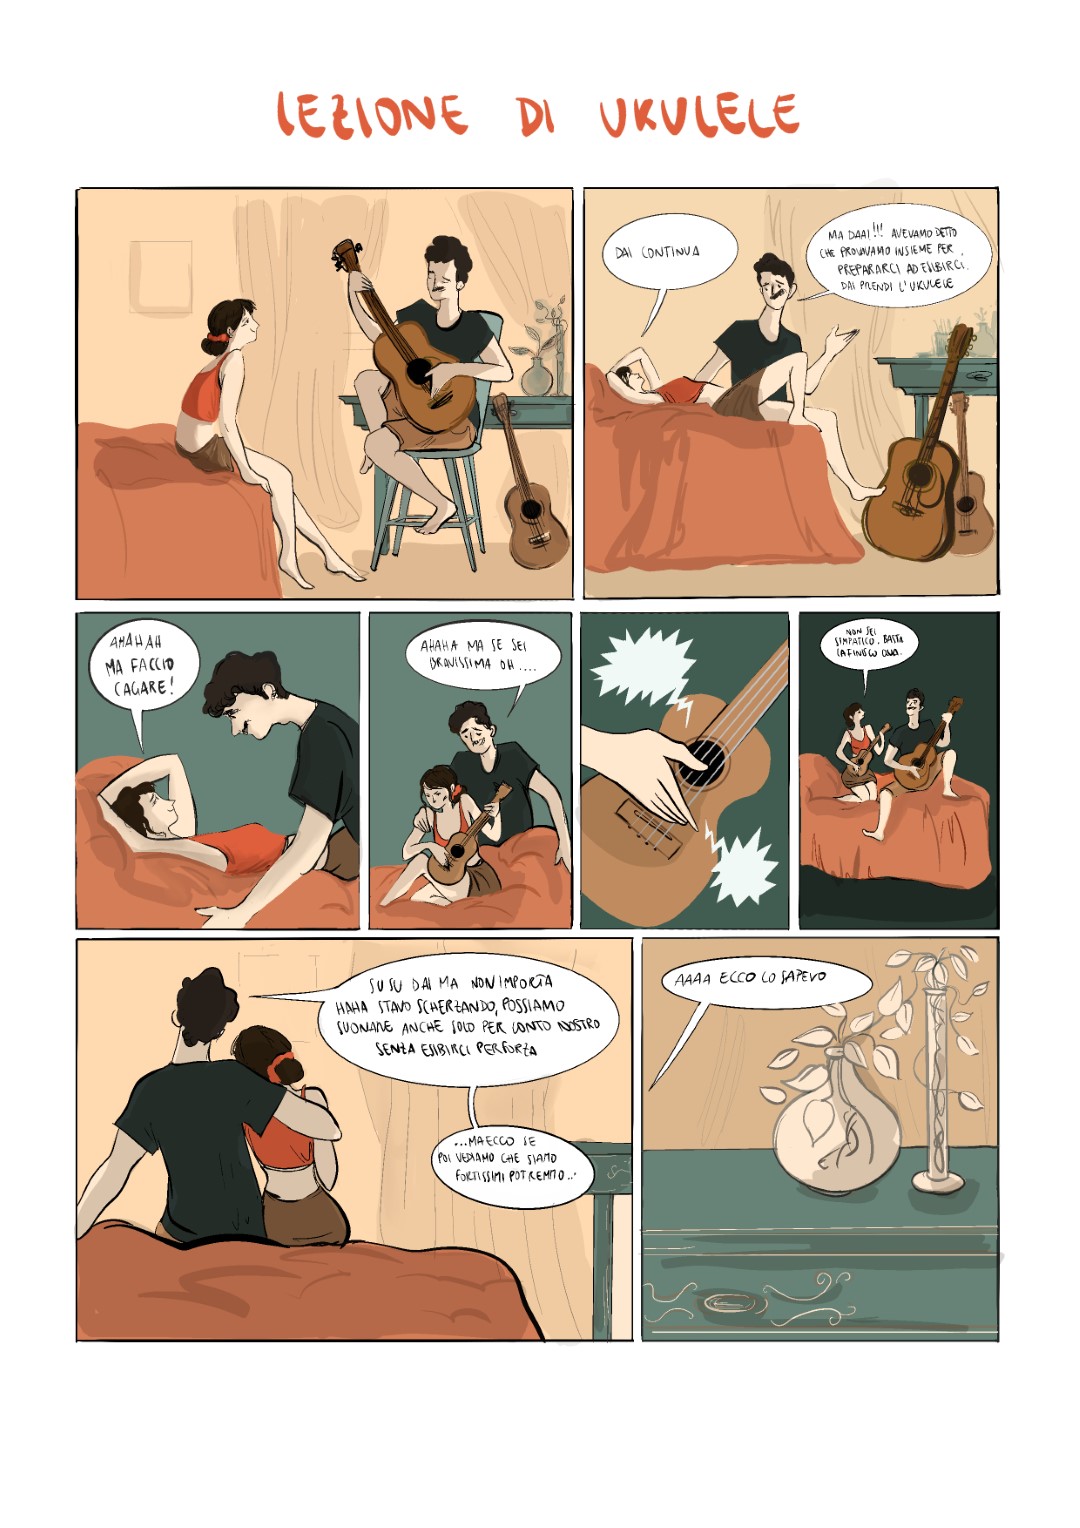 LEZIONE DI UKULELE
DAI CONTINUA
MA DAAI!!! AVEVAMO DETTO
CHE PROVAVAMO INSIEME PER
PREPARARCI AD ESIBIRCI.
DAI PRENDI L'UKULELE
AHAHAH
MA FACCIO
CAGARE!
AHAHA MA SE SEI
BRAVISSIMA OH ....
NON SEI
SIMPATICO. BASTA
LA FINISCO QUA.
SU SU DAI MA NON IMPORTA
HAHA STAVO SCHERZANDO, POSSIAMO
SUONARE ANCHE SOLO PER CONTO NOSTRO
SENZA ESIBIRCI PERFORZA
...MA ECCO SE
POI VEDIAMO CHE SIAMO
FORTISSIMI POTREMMO...
AAAA ECCO LO SAPEVO